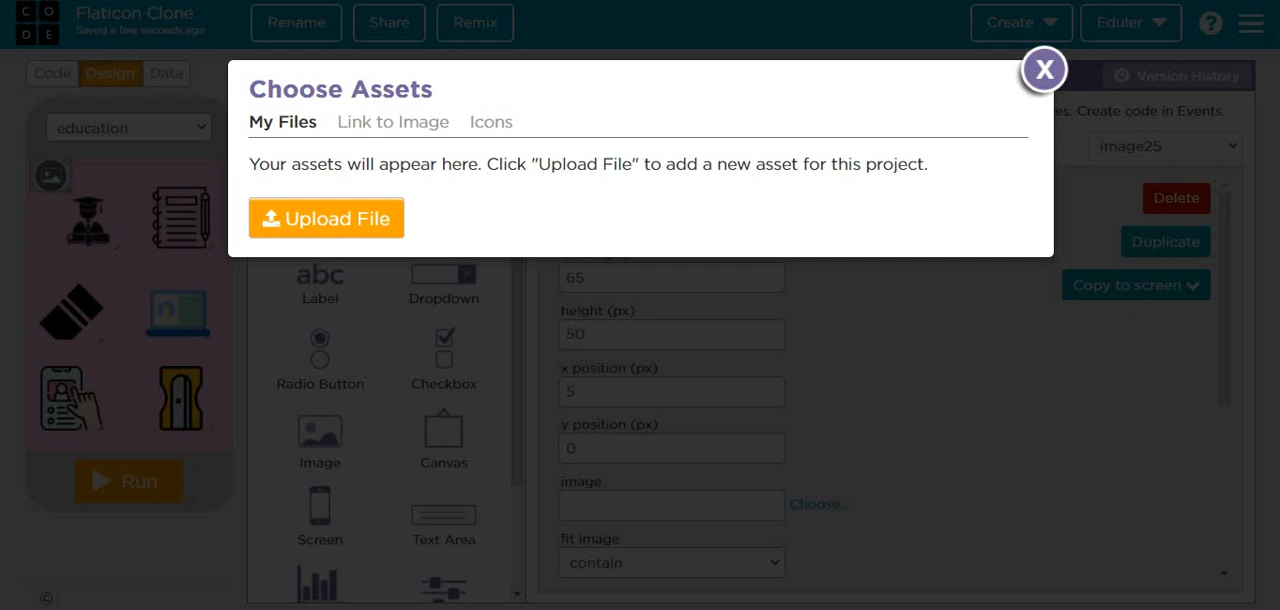 CODE
Flaticon Clone
Saved a few seconds ago
Rename
Share
Remix
Create
Eduler
?
Code
Design
Data
Version History
Choose Assets
X
My Files
Link to Image
Icons
es. Create code in Events.
education
image25
Your assets will appear here. Click "Upload File" to add a new asset for this project.
Delete
Upload File
Duplicate
abc
Label
Dropdown
65
Copy to screen
height (px)
50
Radio Button
Checkbox
x position (px)
5
y position (px)
0
Image
Canvas
image
Run
Choose...
Screen
Text Area
fit image
contain
©